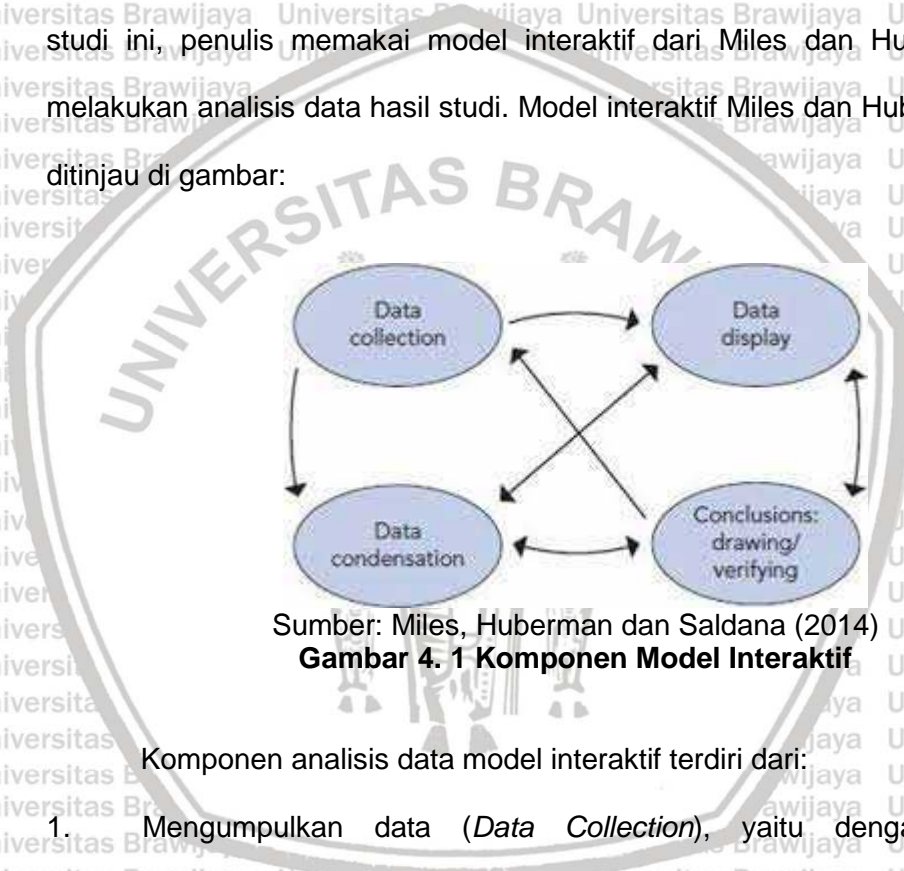 studi ini, penulis memakai model interaktif dari Miles dan
melakukan analisis data hasil studi. Model interaktif Miles dan
ditinjau di gambar:
UNIVERSITAS
Data
collection
Data
display
Data
condensation
Conclusions:
drawing/
verifying
Sumber: Miles, Huberman dan Saldana (2014)
Gambar 4. 1 Komponen Model Interaktif
Komponen analisis data model interaktif terdiri dari:
1. Mengumpulkan data (Data Collection), yaitu